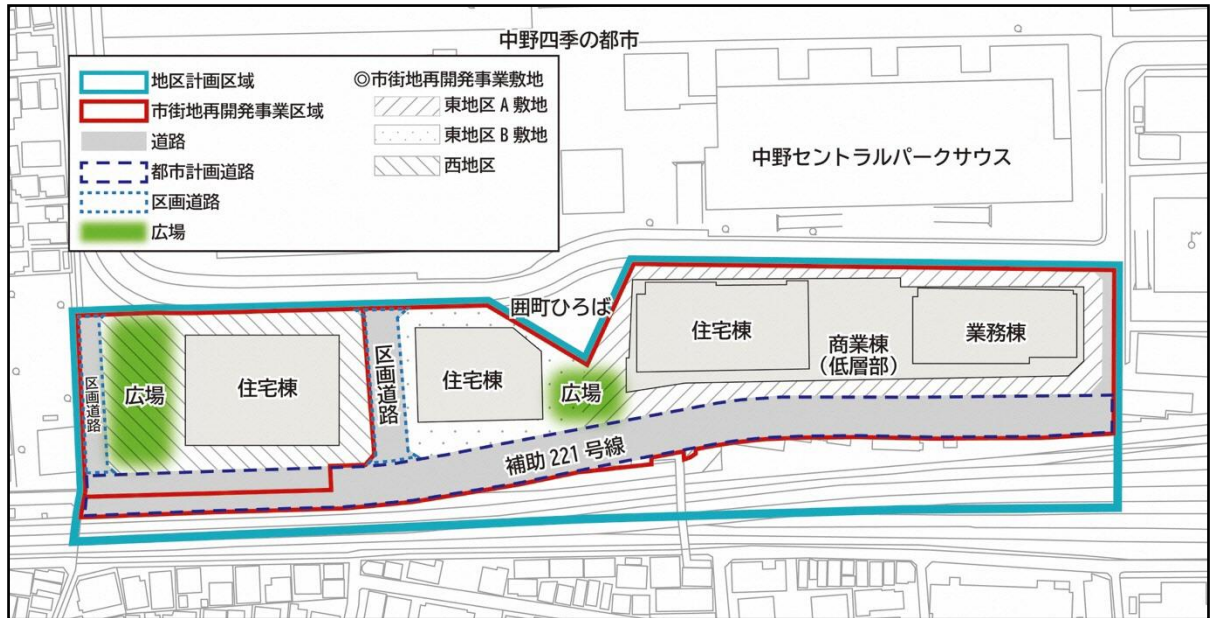 中野四季の都市
地区計画区域
市街地再開発事業区域
道路
都市計画道路
区画道路
広場
◎市街地再開発事業敷地
東地区 A 敷地
東地区 B 敷地
西地区
中野セントラルパークサウス
囲町ひろば
区画道路
広場
住宅棟
区画道路
住宅棟
広場
住宅棟
商業棟
(低層部)
業務棟
補助 221 号線